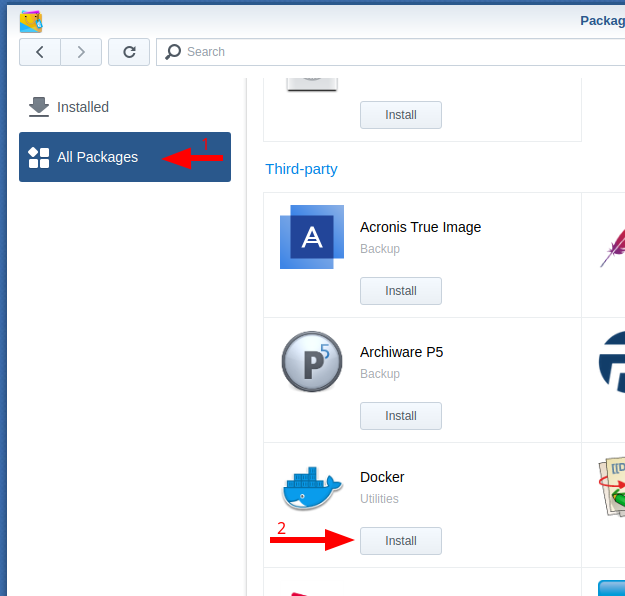 Packag
Search
Installed
All Packages
1
Install
Third-party
Acronis True Image
Backup
Install
P5
Archiware P5
Backup
Install
Docker
Utilities
2
Install
[[D